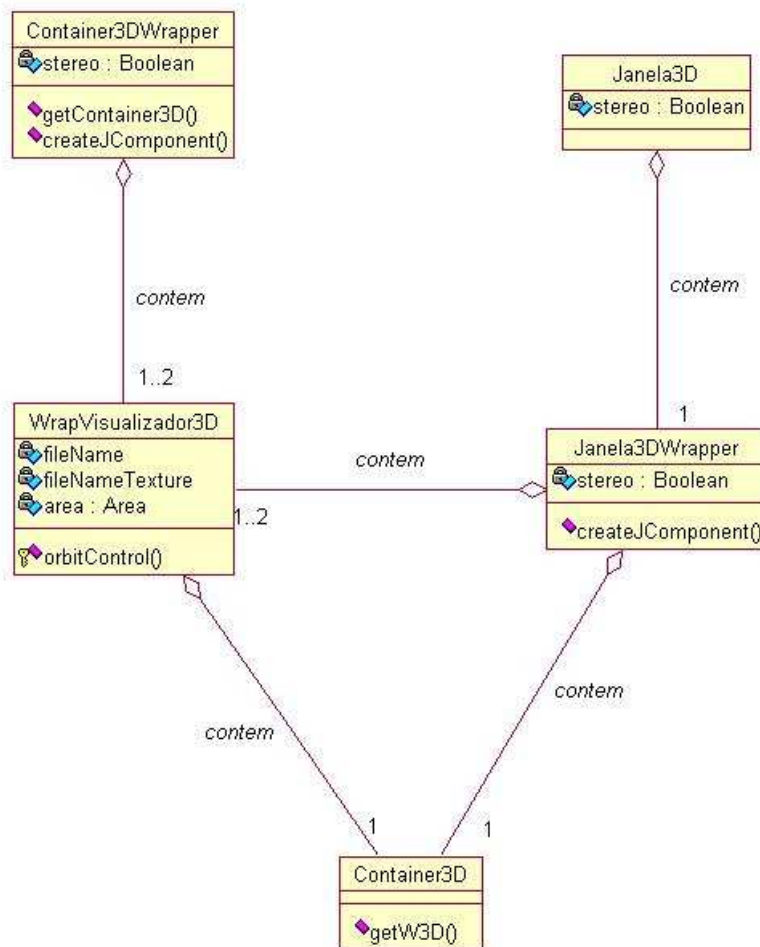 Container3DWrapper
stereo : Boolean
getContainer3D()
createJComponent()
Janela3D
stereo : Boolean
contem
contem
1..2
1
WrapVisualizador3D
fileName
fileNameTexture
area : Area
orbitControl()
contem
1..2
Janela3DWrapper
stereo : Boolean
createJComponent()
contem
contem
1
1
Container3D
getW3D()